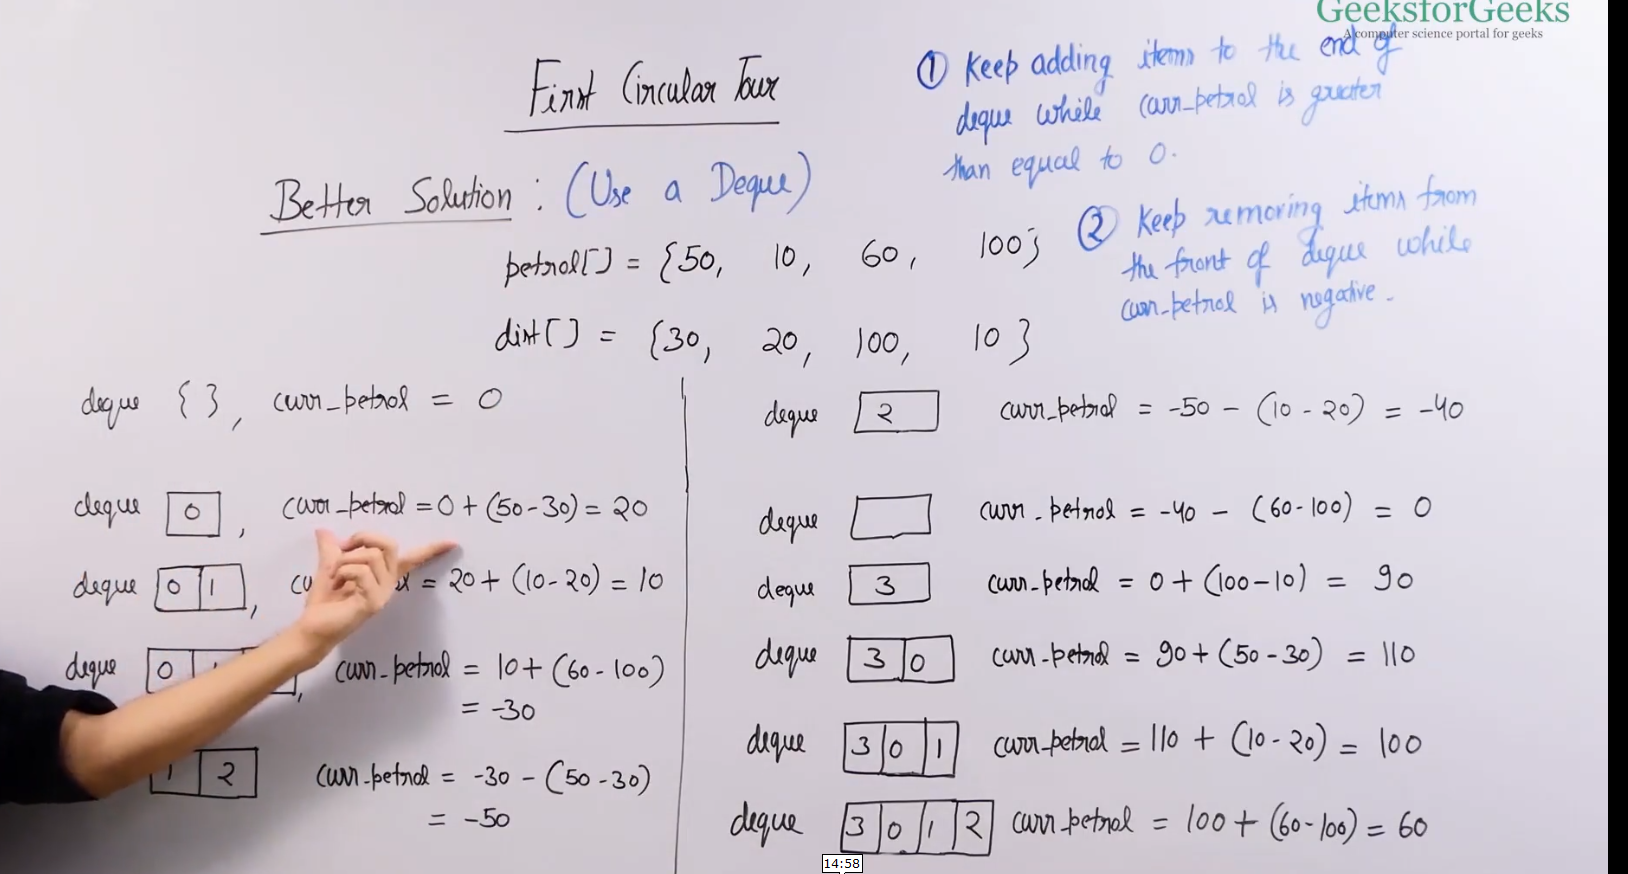 GeeksforGeeks
A computer science portal for geeks
First Circular Tour
Better Solution : (Use a Deque)
① Keep adding items to the end of
deque while curr_petrol is greater
than equal to 0.
② Keep removing items from
the front of deque while
curr_petrol is negative.
petrol[] = {50, 10, 60, 100}
dist[] = {30, 20, 100, 10}
deque { }, curr_petrol = 0
deque 0, curr_petrol = 0 + (50-30) = 20
deque 0 1, = 20 + (10-20) = 10
deque 0 , curr_petrol = 10 + (60-100)
= -30
1 2 curr_petrol = -30 - (50-30)
= -50
deque 2 curr_petrol = -50 - (10-20) = -40
deque curr_petrol = -40 - (60-100) = 0
deque 3 curr_petrol = 0 + (100-10) = 90
deque 3 0 curr_petrol = 90 + (50-30) = 110
deque 3 0 1 curr_petrol = 110 + (10-20) = 100
deque 3 0 1 2 curr_petrol = 100 + (60-100) = 60
14:58